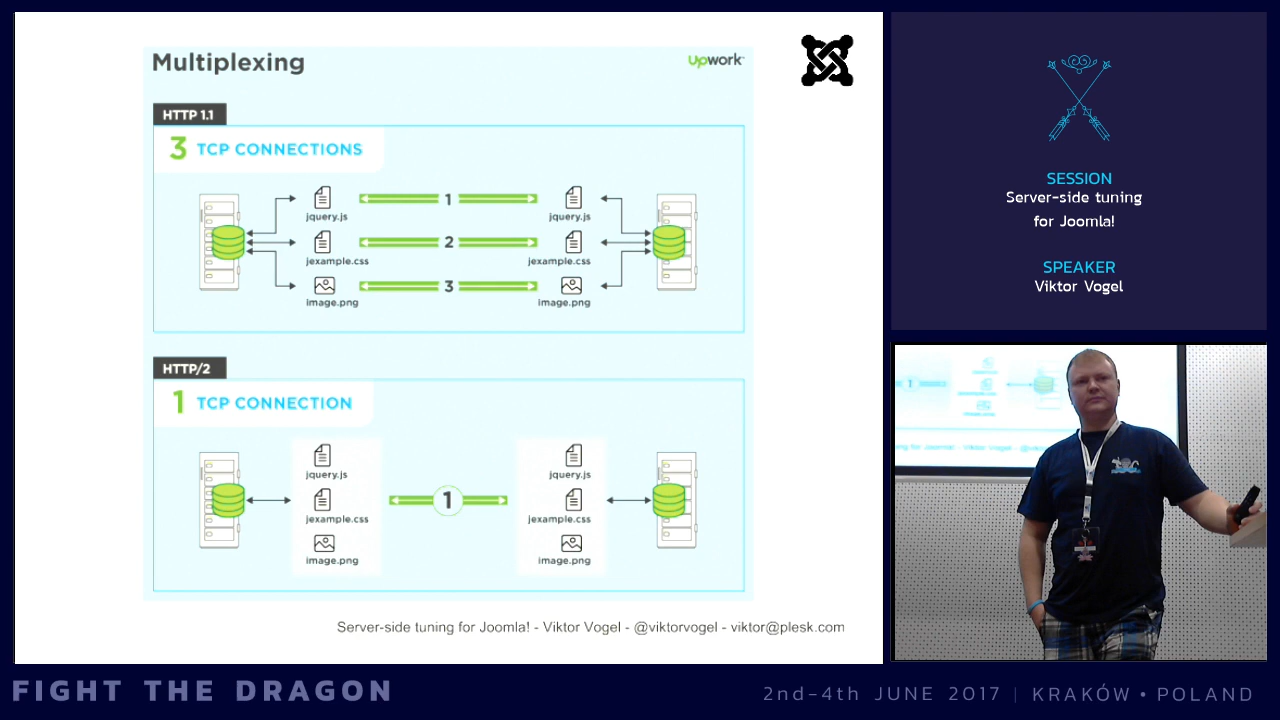 Multiplexing
Upwork
HTTP 1.1
3 TCP CONNECTIONS
jquery.js
1
jquery.js
jexample.css
2
jexample.css
image.png
3
image.png
HTTP/2
1 TCP CONNECTION
jquery.js
jquery.js
jexample.css
1
jexample.css
image.png
image.png
Server-side tuning for Joomla! - Viktor Vogel - @viktorvogel - viktor@plesk.com
SESSION
Server-side tuning
for Joomla!
SPEAKER
Viktor Vogel
1
FIGHT THE DRAGON
2nd-4th JUNE 2017 | KRAKÓW • POLAND